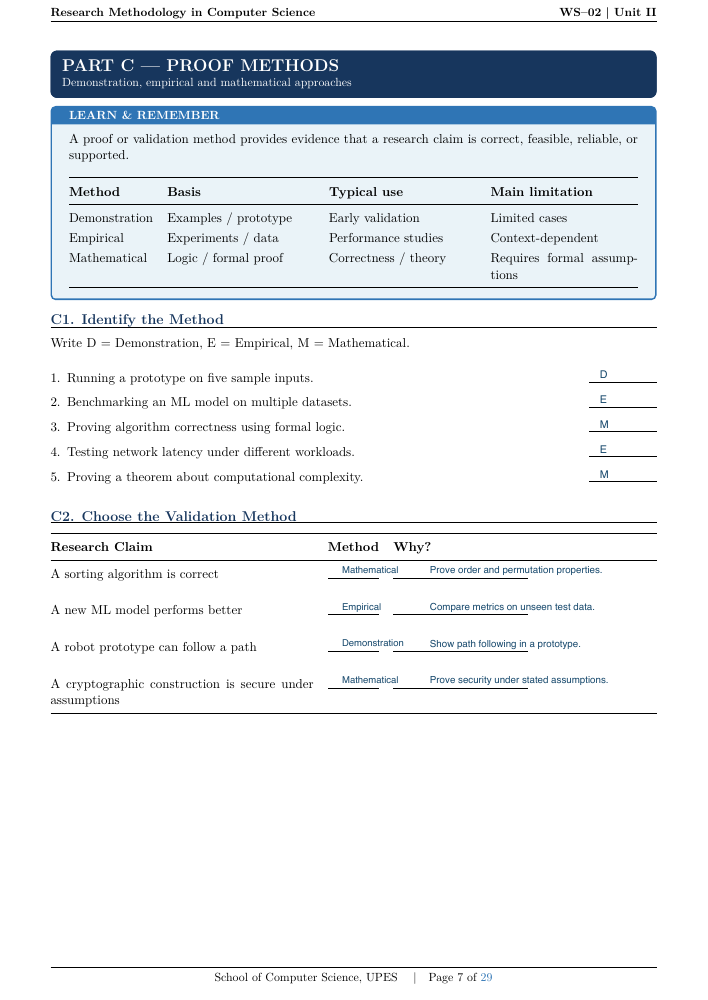 Research Methodology in Computer Science WS–02 | Unit II
PART C — PROOF METHODS
Demonstration, empirical and mathematical approaches
LEARN & REMEMBER
A proof or validation method provides evidence that a research claim is correct, feasible, reliable, or
supported.
Method Basis Typical use Main limitation
Demonstration Examples / prototype Early validation Limited cases
Empirical Experiments / data Performance studies Context-dependent
Mathematical Logic / formal proof Correctness / theory Requires formal assump-
tions
C1. Identify the Method
Write D = Demonstration, E = Empirical, M = Mathematical.
1. Running a prototype on five sample inputs. D
2. Benchmarking an ML model on multiple datasets. E
3. Proving algorithm correctness using formal logic. M
4. Testing network latency under different workloads. E
5. Proving a theorem about computational complexity. M
C2. Choose the Validation Method
Research Claim Method Why?
A sorting algorithm is correct Mathematical Prove order and permutation properties.
A new ML model performs better Empirical Compare metrics on unseen test data.
A robot prototype can follow a path Demonstration Show path following in a prototype.
A cryptographic construction is secure under Mathematical Prove security under stated assumptions.
assumptions
School of Computer Science, UPES | Page 7 of 29